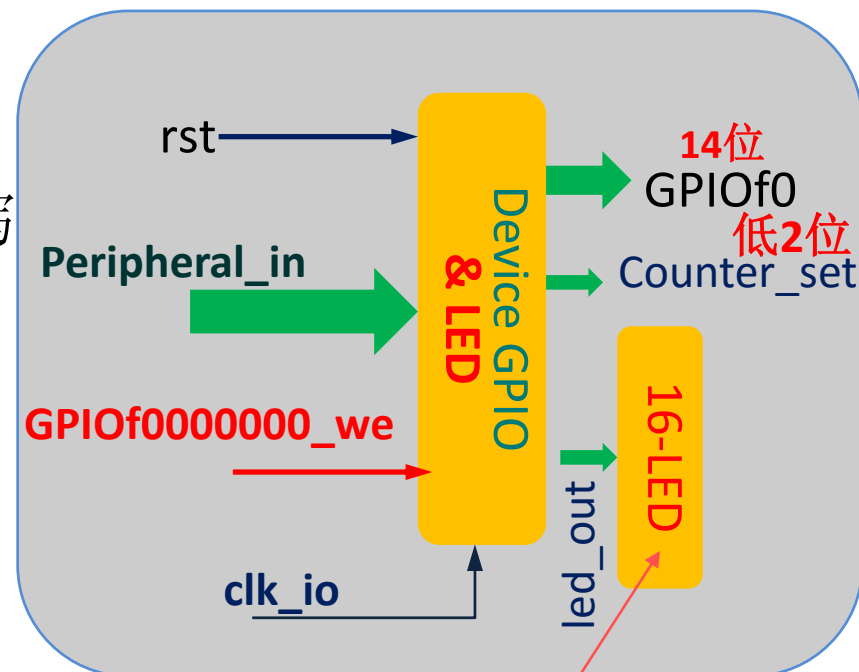 rst
14位
GPIOf0
低2位
Counter_set
Peripheral_in
Device GPIO
& LED
GPIOf0000000_we
16-LED
led_out
clk_io